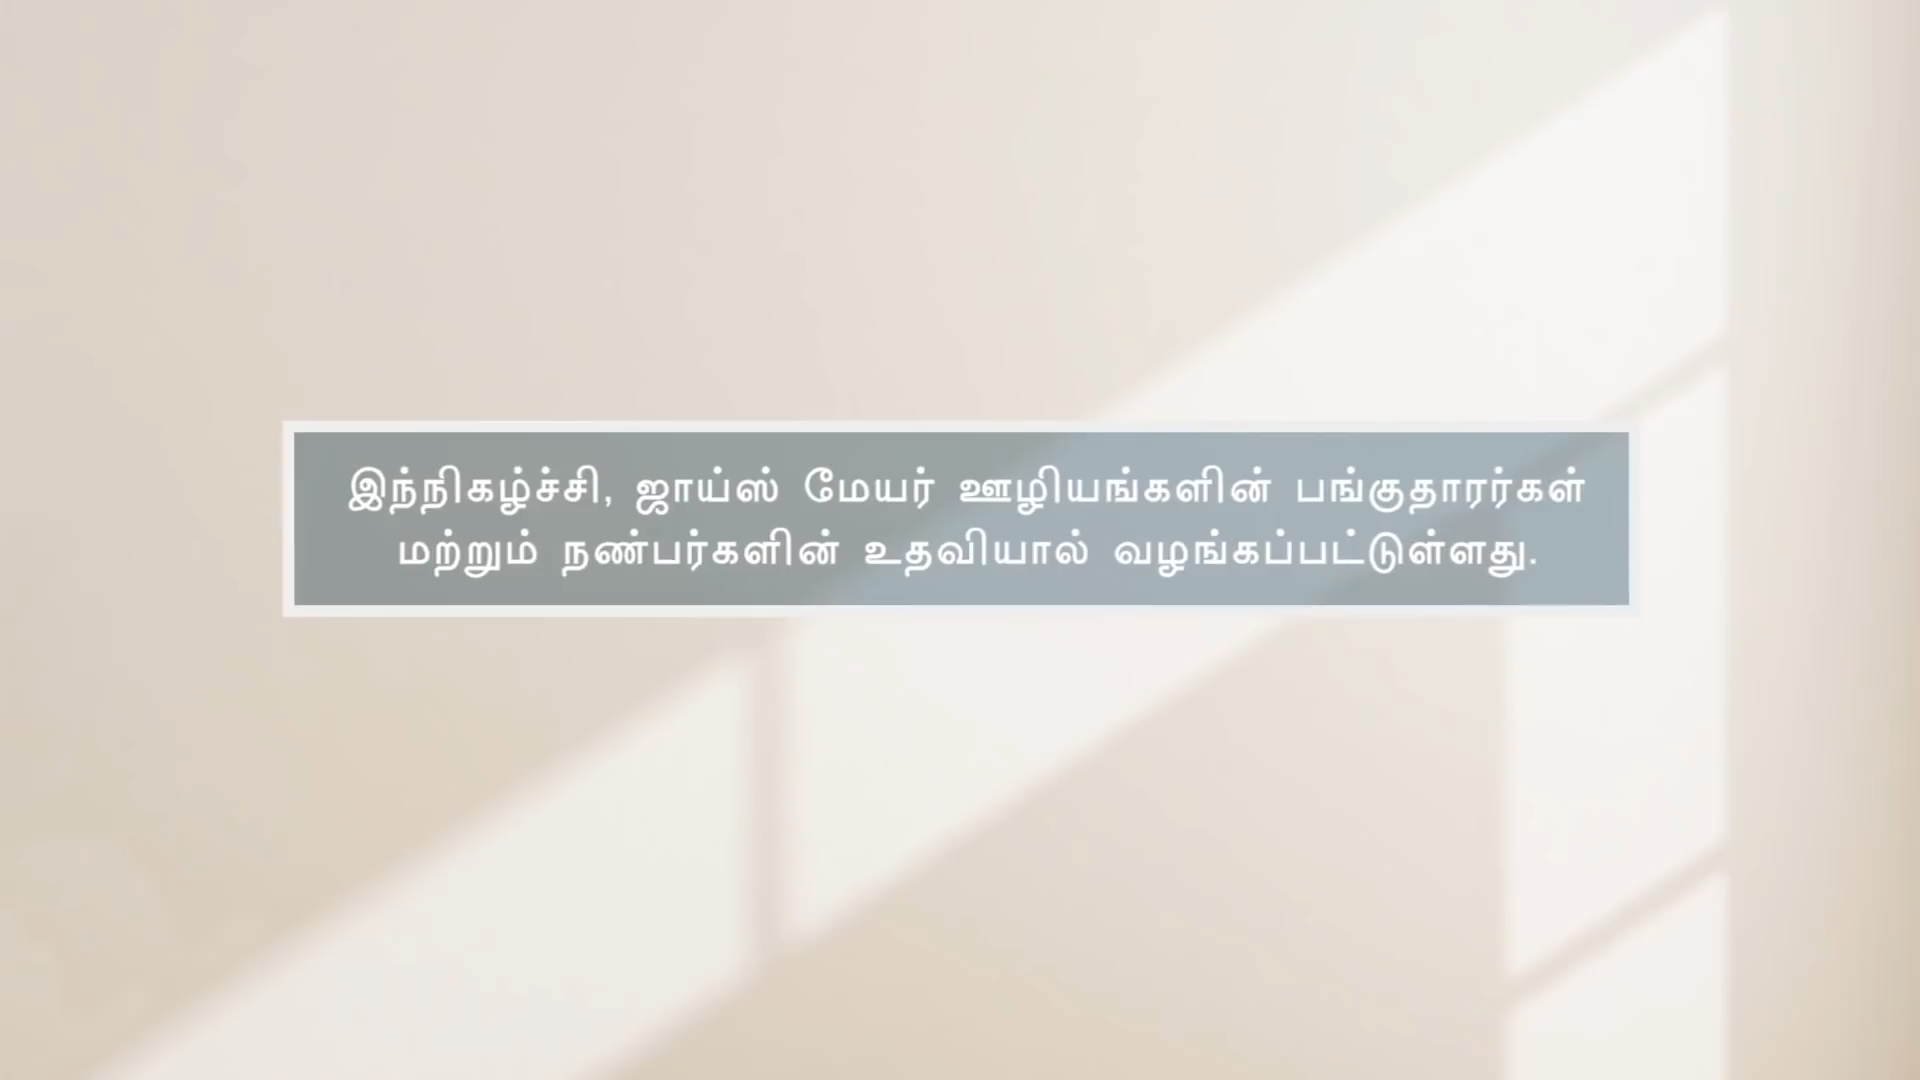 இந்நிகழ்ச்சி, ஜாய்ஸ் மேயர் ஊழியங்களின் பங்குதாரர்கள்
மற்றும் நண்பர்களின் உதவியால் வழங்கப்பட்டுள்ளது.